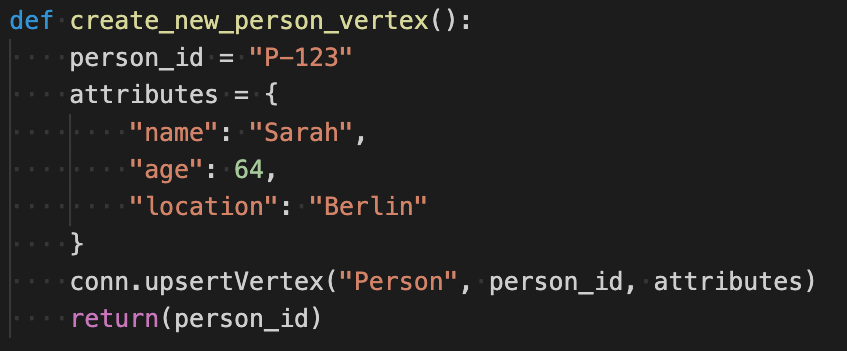 def create_new_person_vertex():
    person_id = "P-123"
    attributes = {
        "name": "Sarah",
        "age": 64,
        "location": "Berlin"
    }
    conn.upsertVertex("Person", person_id, attributes)
    return(person_id)